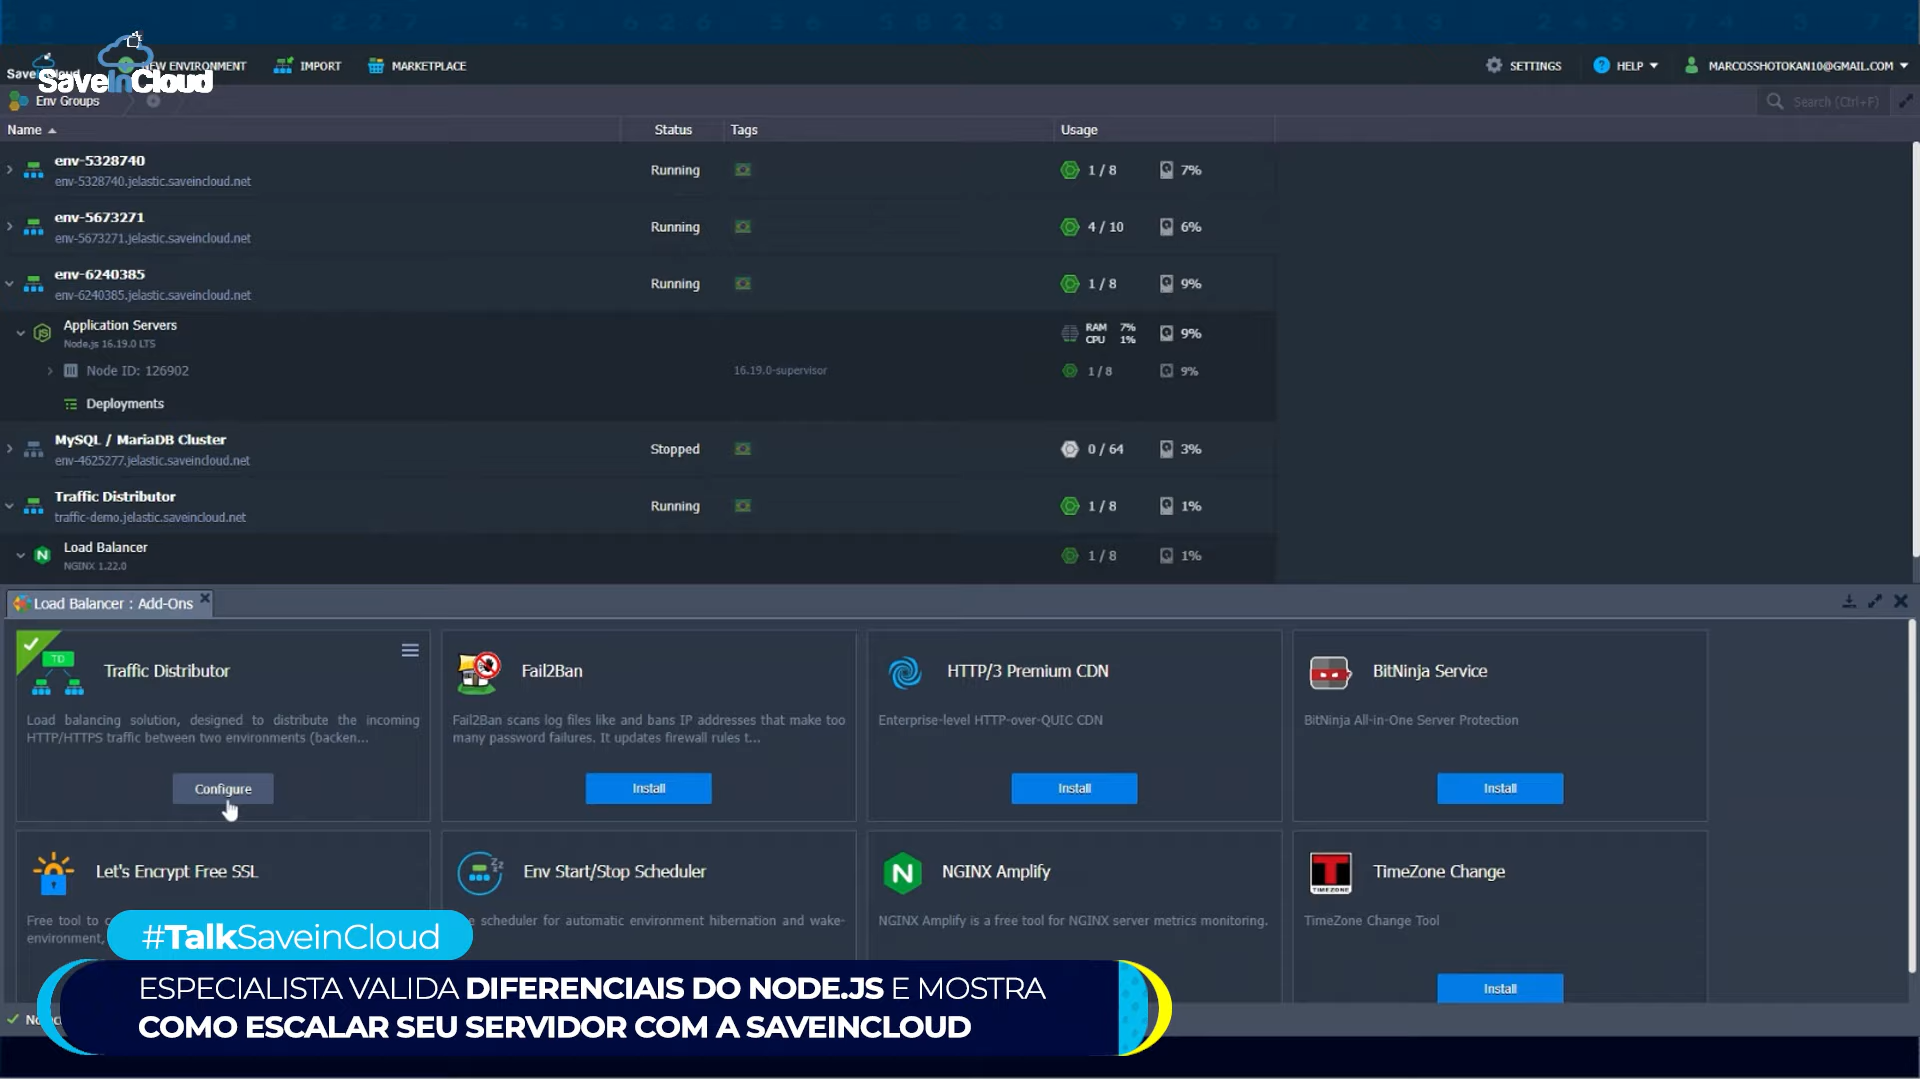 NEW ENVIRONMENT
IMPORT
MARKETPLACE
SETTINGS
HELP
MARCOSSHOTOKAN10@GMAIL.COM
SaveinCloud
Env Groups
Search (Ctrl+F)
Name
Status
Tags
Usage
env-5328740
env-5328740.jelastic.saveincloud.net
Running
1 / 8
7%
env-5673271
env-5673271.jelastic.saveincloud.net
Running
4 / 10
6%
env-6240385
env-6240385.jelastic.saveincloud.net
Running
1 / 8
9%
Application Servers
Node.js 16.19.0 LTS
RAM 7%
CPU 1%
9%
Node ID: 126902
16.19.0-supervisor
1 / 8
9%
Deployments
MySQL / MariaDB Cluster
env-4625277.jelastic.saveincloud.net
Stopped
0 / 64
3%
Traffic Distributor
traffic-demo.jelastic.saveincloud.net
Running
1 / 8
1%
Load Balancer
NGINX 1.22.0
1 / 8
1%
Load Balancer : Add-Ons
TD
Traffic Distributor
Load balancing solution, designed to distribute the incoming
HTTP/HTTPS traffic between two environments (backen...
Configure
Fail2Ban
Fail2Ban scans log files like and bans IP addresses that make too
many password failures. It updates firewall rules t...
Install
HTTP/3 Premium CDN
Enterprise-level HTTP-over-QUIC CDN
Install
BitNinja Service
BitNinja All-in-One Server Protection
Install
Let's Encrypt Free SSL
Free tool to
environment,
Env Start/Stop Scheduler
scheduler for automatic environment hibernation and wake-
NGINX Amplify
NGINX Amplify is a free tool for NGINX server metrics monitoring.
TIMEZONE
TimeZone Change
TimeZone Change Tool
Install
#TalkSaveinCloud
ESPECIALISTA VALIDA DIFERENCIAIS DO NODE.JS E MOSTRA
COMO ESCALAR SEU SERVIDOR COM A SAVEINCLOUD